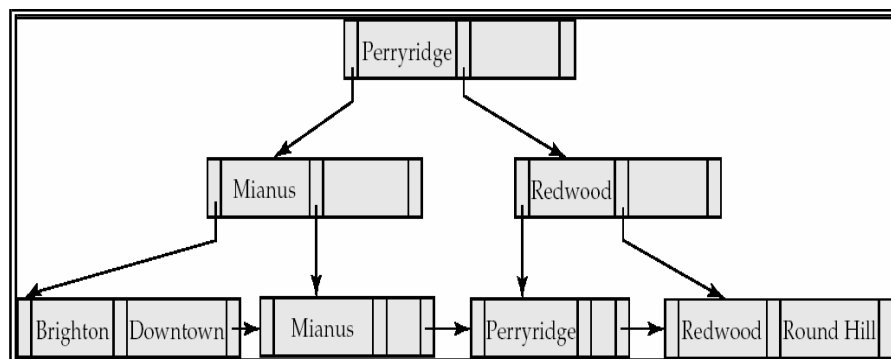 Perryridge
Mianus Redwood
Brighton Downtown Mianus Perryridge Redwood Round Hill